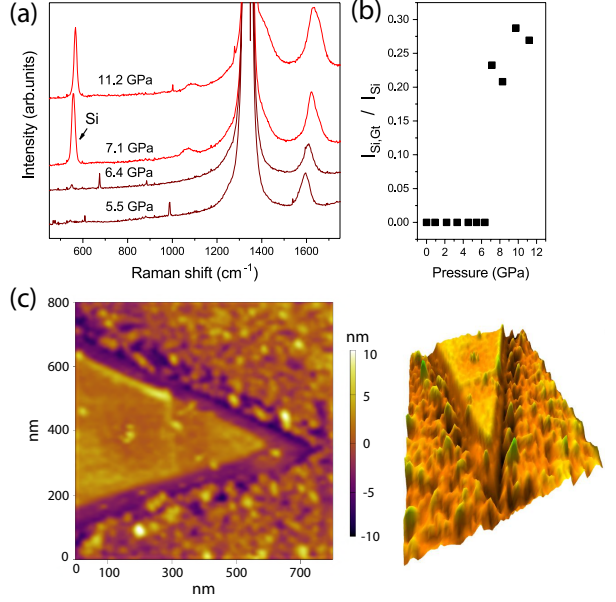 (a)
Intensity (arb.units)
11.2 GPa
Si
7.1 GPa
6.4 GPa
5.5 GPa
600 800 1000 1200 1400 1600
Raman shift (cm⁻¹)
(b)
I Si,Gt / I Si
0.30
0.25
0.20
0.15
0.10
0.05
0.00
0 2 4 6 8 10 12
Pressure (GPa)
(c)
nm
800
600
400
200
0
0 100 300 500 700
nm
nm
10
5
0
-5
-10